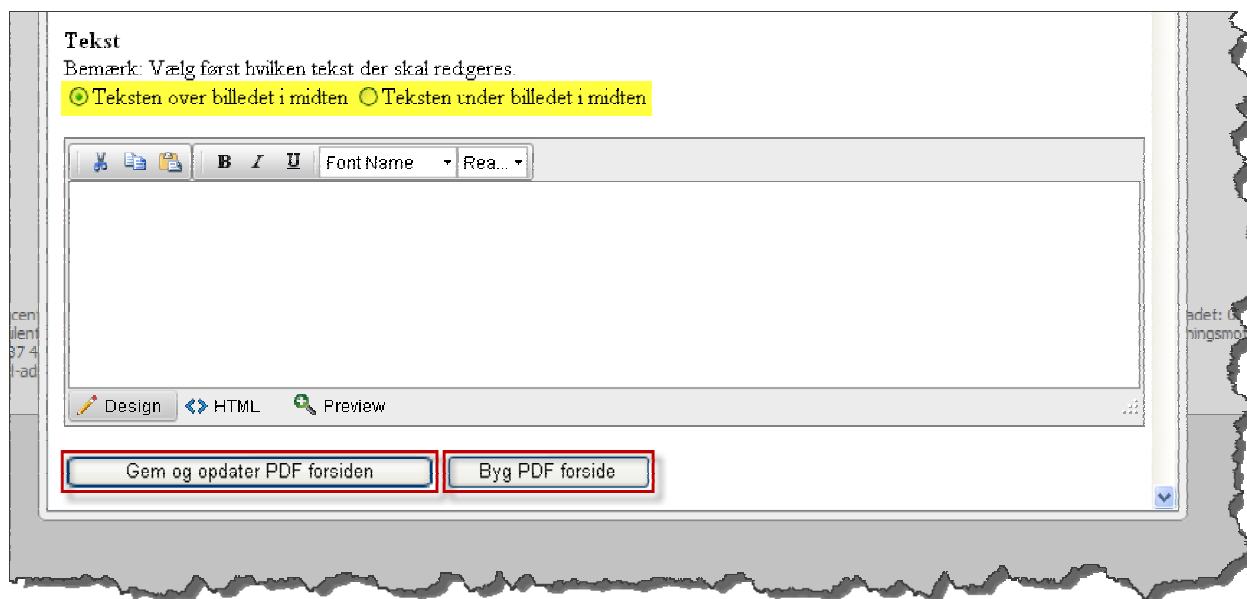 Tekst
Bemærk: Vælg først hvilken tekst der skal redgeres.
Teksten over billedet i midten Teksten under billedet i midten
B I U Font Name Rea...
Design HTML Preview
Gem og opdater PDF forsiden Byg PDF forside